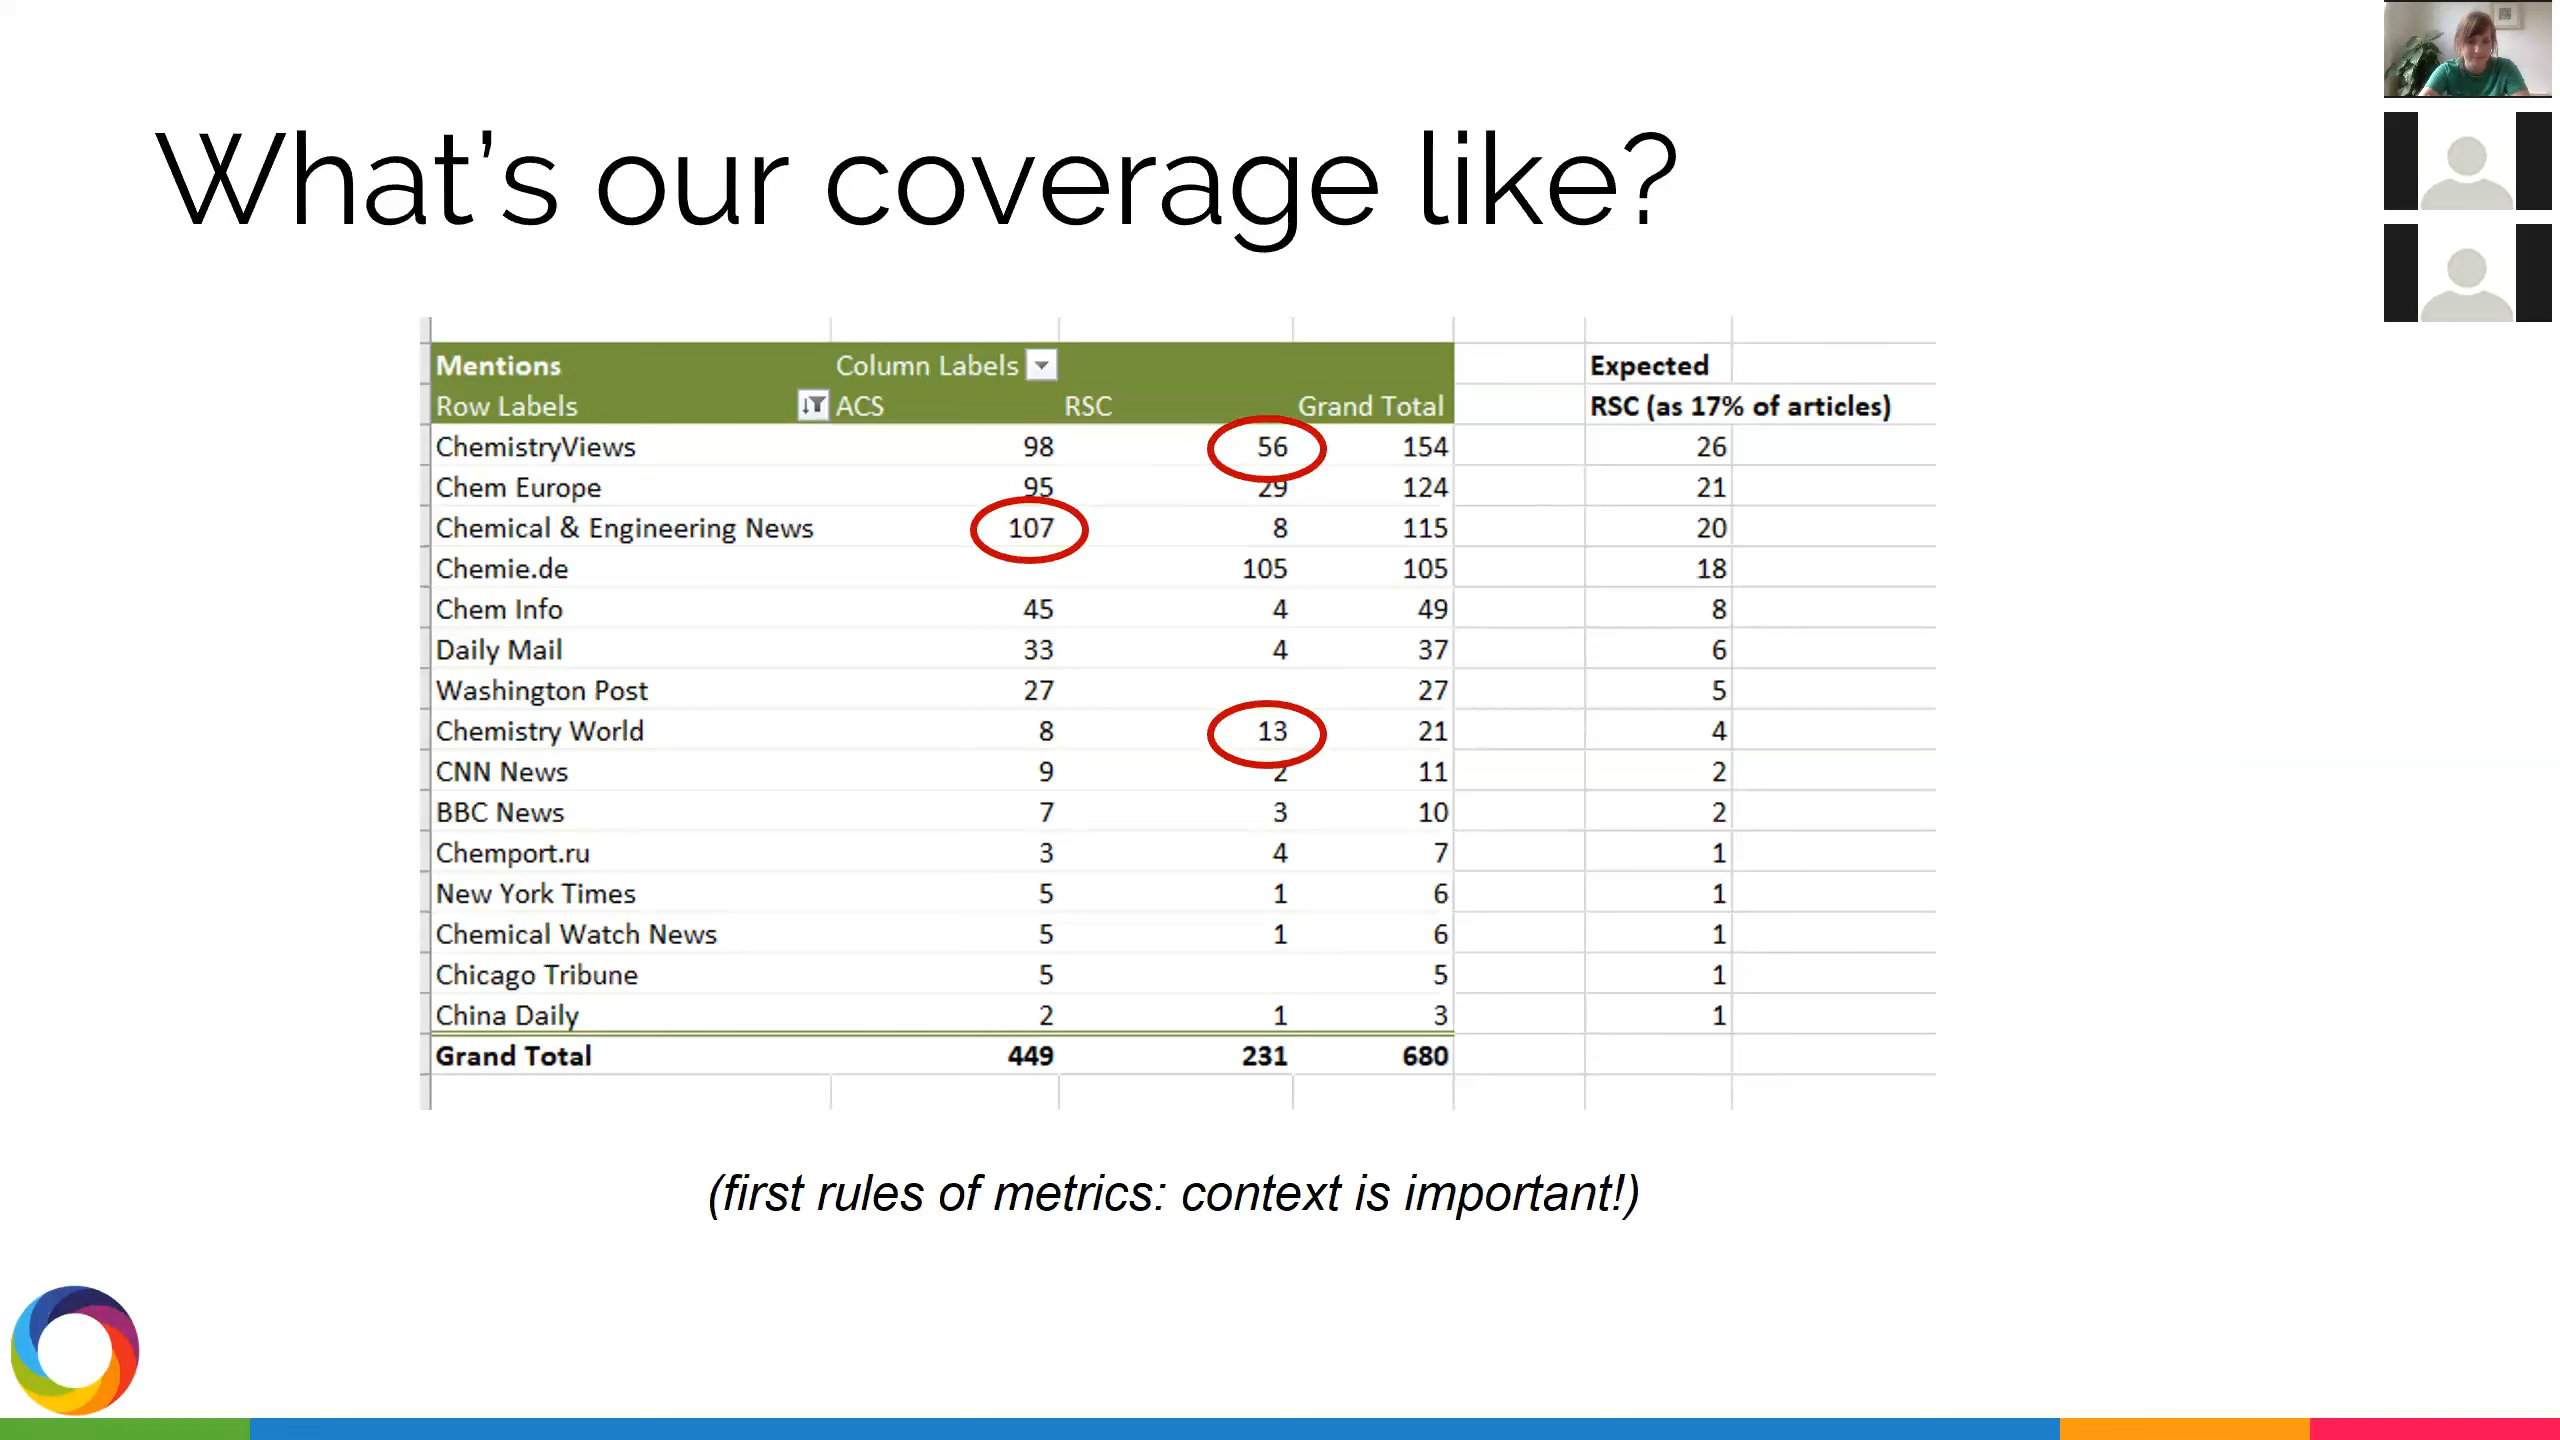 What's our coverage like?
Mentions Column Labels Expected
Row Labels ACS RSC Grand Total RSC (as 17% of articles)
ChemistryViews 98 56 154 26
Chem Europe 95 29 124 21
Chemical & Engineering News 107 8 115 20
Chemie.de 105 105 18
Chem Info 45 4 49 8
Daily Mail 33 4 37 6
Washington Post 27 27 5
Chemistry World 8 13 21 4
CNN News 9 2 11 2
BBC News 7 3 10 2
Chemport.ru 3 4 7 1
New York Times 5 1 6 1
Chemical Watch News 5 1 6 1
Chicago Tribune 5 5 1
China Daily 2 1 3 1
Grand Total 449 231 680
(first rules of metrics: context is important!)